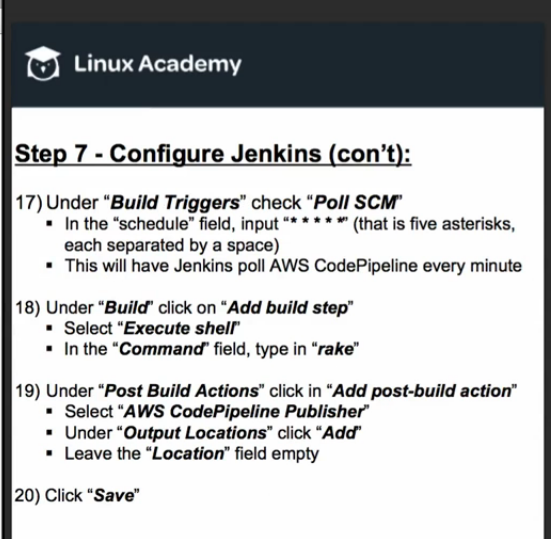 Linux Academy
Step 7 - Configure Jenkins (con't):
17) Under “Build Triggers” check “Poll SCM”
▪ In the “schedule” field, input “* * * * *” (that is five asterisks,
each separated by a space)
▪ This will have Jenkins poll AWS CodePipeline every minute
18) Under “Build” click on “Add build step”
▪ Select “Execute shell”
▪ In the “Command” field, type in “rake”
19) Under “Post Build Actions” click in “Add post-build action”
▪ Select “AWS CodePipeline Publisher”
▪ Under “Output Locations” click “Add”
▪ Leave the “Location” field empty
20) Click “Save”